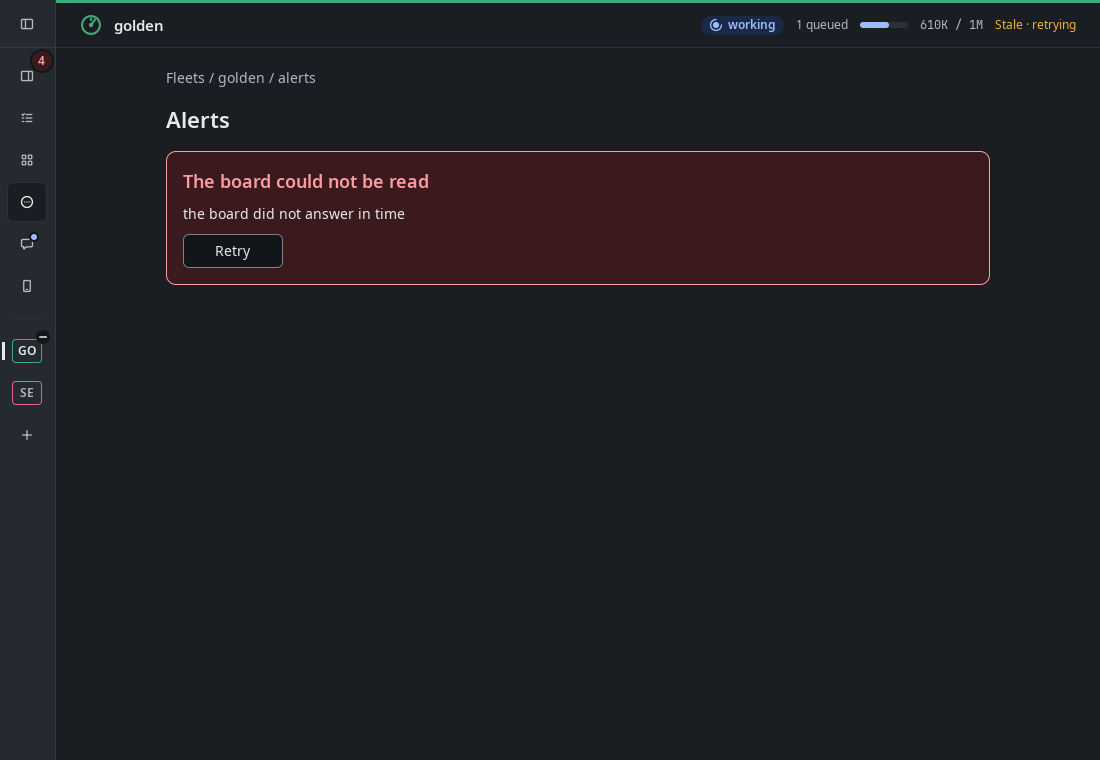 golden
working
1 queued
610K / 1M
Stale · retrying
4
Fleets / golden / alerts
Alerts
The board could not be read
the board did not answer in time
Retry
GO
SE